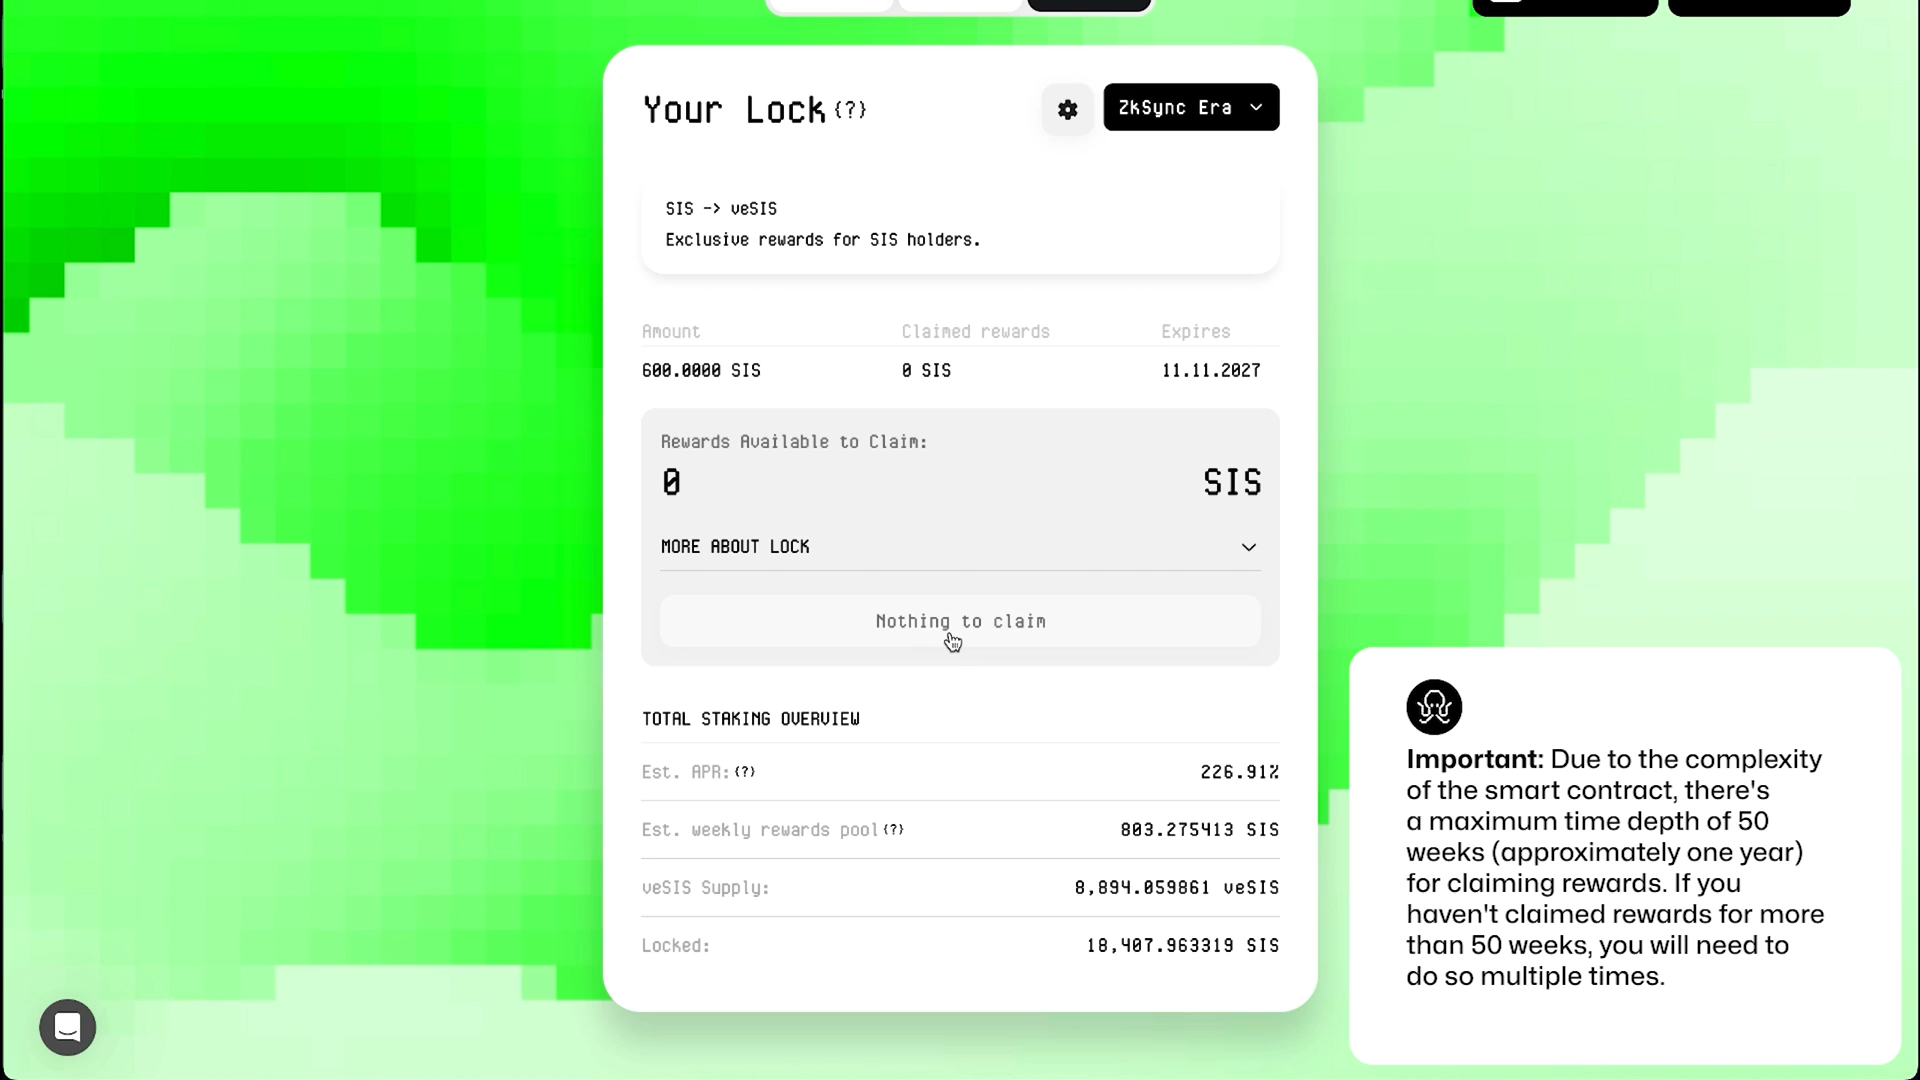 Your Lock {?}
ZkSync Era
SIS -> veSIS
Exclusive rewards for SIS holders.
Amount Claimed rewards Expires
600.0000 SIS 0 SIS 11.11.2027
Rewards Available to Claim:
0 SIS
MORE ABOUT LOCK
Nothing to claim
TOTAL STAKING OVERVIEW
Est. APR: {?} 226.91%
Est. weekly rewards pool {?} 803.275413 SIS
veSIS Supply: 8,894.059861 veSIS
Locked: 18,407.963319 SIS
Important: Due to the complexity
of the smart contract, there's
a maximum time depth of 50
weeks (approximately one year)
for claiming rewards. If you
haven't claimed rewards for more
than 50 weeks, you will need to
do so multiple times.